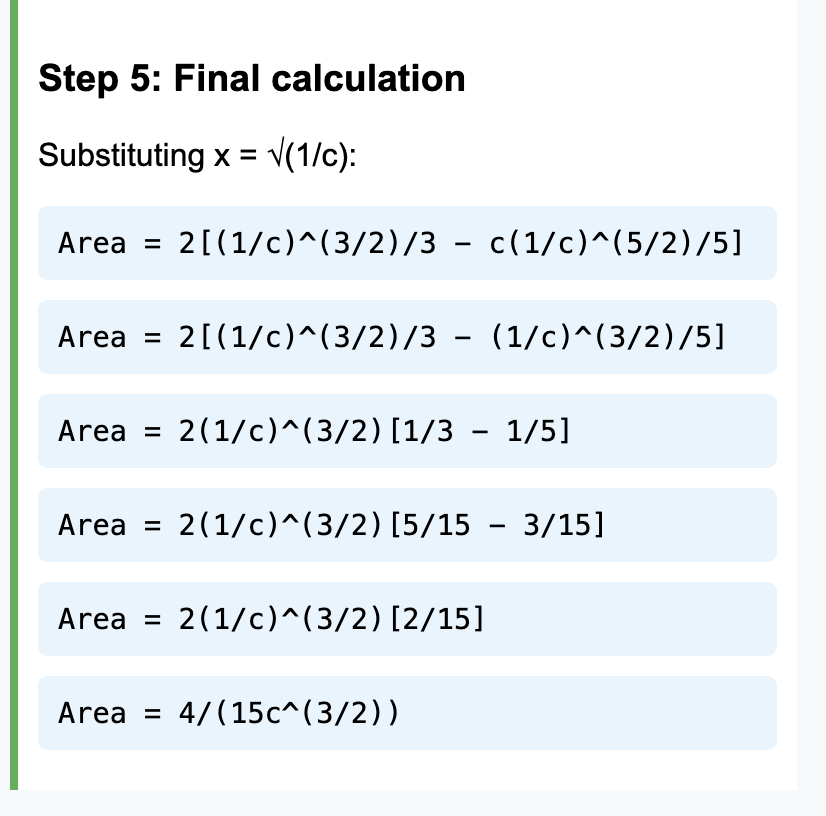 Step 5: Final calculation
Substituting x = √(1/c):
Area = 2[(1/c)^(3/2)/3 − c(1/c)^(5/2)/5]
Area = 2[(1/c)^(3/2)/3 − (1/c)^(3/2)/5]
Area = 2(1/c)^(3/2)[1/3 − 1/5]
Area = 2(1/c)^(3/2)[5/15 − 3/15]
Area = 2(1/c)^(3/2)[2/15]
Area = 4/(15c^(3/2))